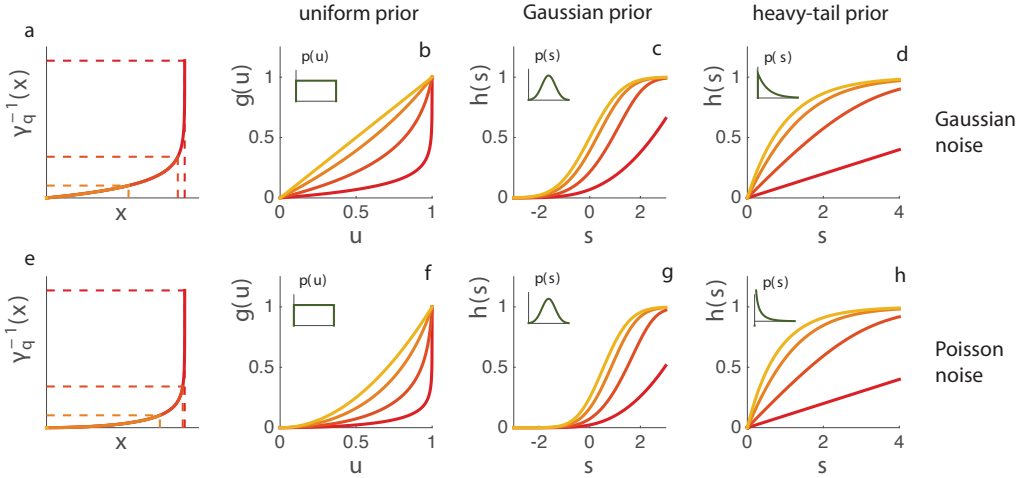 uniform prior
Gaussian prior
heavy-tail prior
a
γq⁻¹(x)
x
b
g(u)
p(u)
1
0.5
0
0
0.5
1
u
c
h(s)
p(s)
1
0.5
0
-2
0
2
s
d
h(s)
p(s)
1
0.5
0
0
2
4
s
Gaussian
noise
e
γq⁻¹(x)
x
f
g(u)
p(u)
1
0.5
0
0
0.5
1
u
g
h(s)
p(s)
1
0.5
0
-2
0
2
s
h
h(s)
p(s)
1
0.5
0
0
2
4
s
Poisson
noise